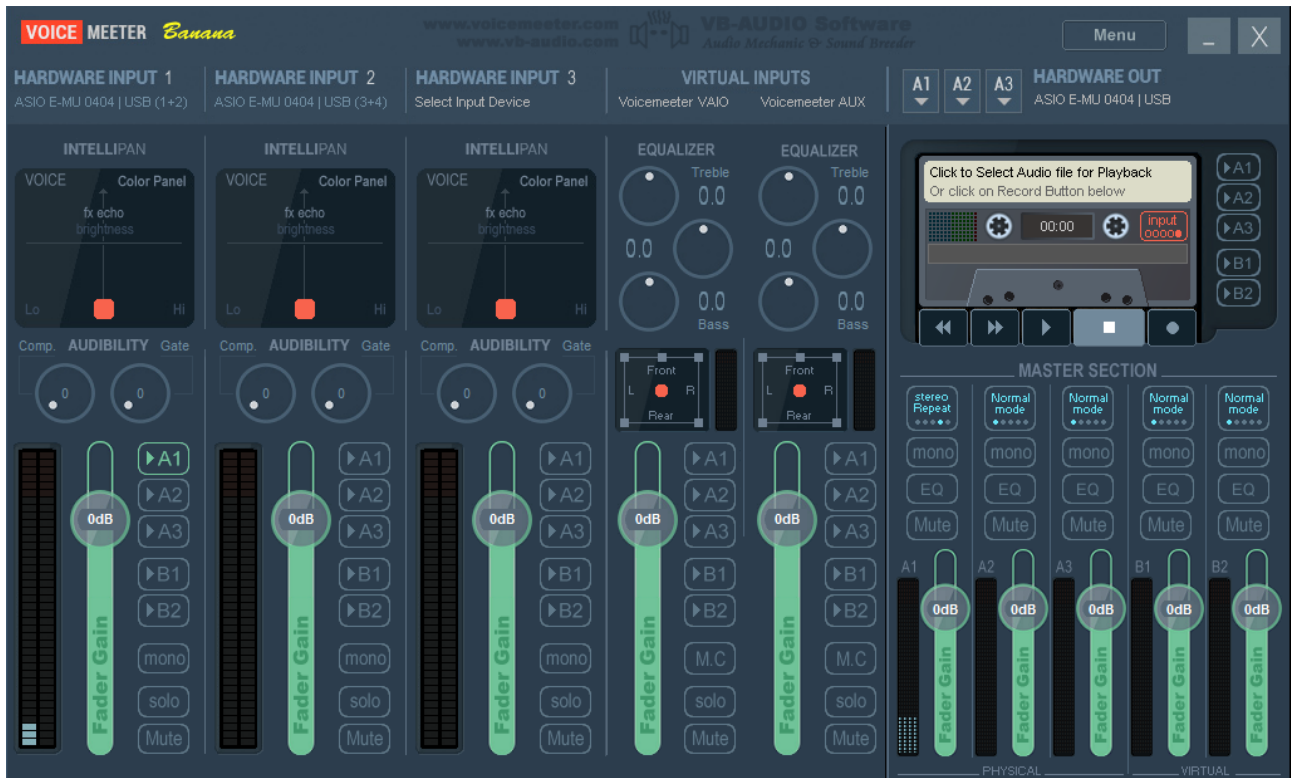 VOICE MEETER Banana
www.voicemeeter.com
www.vb-audio.com
VB-AUDIO Software
Audio Mechanic & Sound Breeder
Menu
_ X
HARDWARE INPUT 1
ASIO E-MU 0404 | USB (1+2)
HARDWARE INPUT 2
ASIO E-MU 0404 | USB (3+4)
HARDWARE INPUT 3
Select Input Device
VIRTUAL INPUTS
Voicemeeter VAIO Voicemeeter AUX
A1 A2 A3
HARDWARE OUT
ASIO E-MU 0404 | USB
INTELLIPAN
VOICE Color Panel
fx echo
brightness
Lo Hi
INTELLIPAN
VOICE Color Panel
fx echo
brightness
Lo Hi
INTELLIPAN
VOICE Color Panel
fx echo
brightness
Lo Hi
EQUALIZER
Treble
0.0
0.0
0.0
Bass
EQUALIZER
Treble
0.0
0.0
0.0
Bass
Click to Select Audio file for Playback
Or click on Record Button below
00:00
input
A1
A2
A3
B1
B2
Comp. AUDIBILITY Gate
0 0
Comp. AUDIBILITY Gate
0 0
Comp. AUDIBILITY Gate
0 0
Front
L R
Rear
Front
L R
Rear
A1
A2
A3
B1
B2
mono
solo
Mute
0dB
Fader Gain
A1
A2
A3
B1
B2
mono
solo
Mute
0dB
Fader Gain
A1
A2
A3
B1
B2
mono
solo
Mute
0dB
Fader Gain
A1
A2
A3
B1
B2
M.C
solo
Mute
0dB
Fader Gain
A1
A2
A3
B1
B2
M.C
solo
Mute
0dB
Fader Gain
MASTER SECTION
stereo
Repeat
mono
EQ
Mute
A1
0dB
Fader Gain
Normal
mode
mono
EQ
Mute
A2
0dB
Fader Gain
Normal
mode
mono
EQ
Mute
A3
0dB
Fader Gain
Normal
mode
mono
EQ
Mute
B1
0dB
Fader Gain
Normal
mode
mono
EQ
Mute
B2
0dB
Fader Gain
PHYSICAL
VIRTUAL